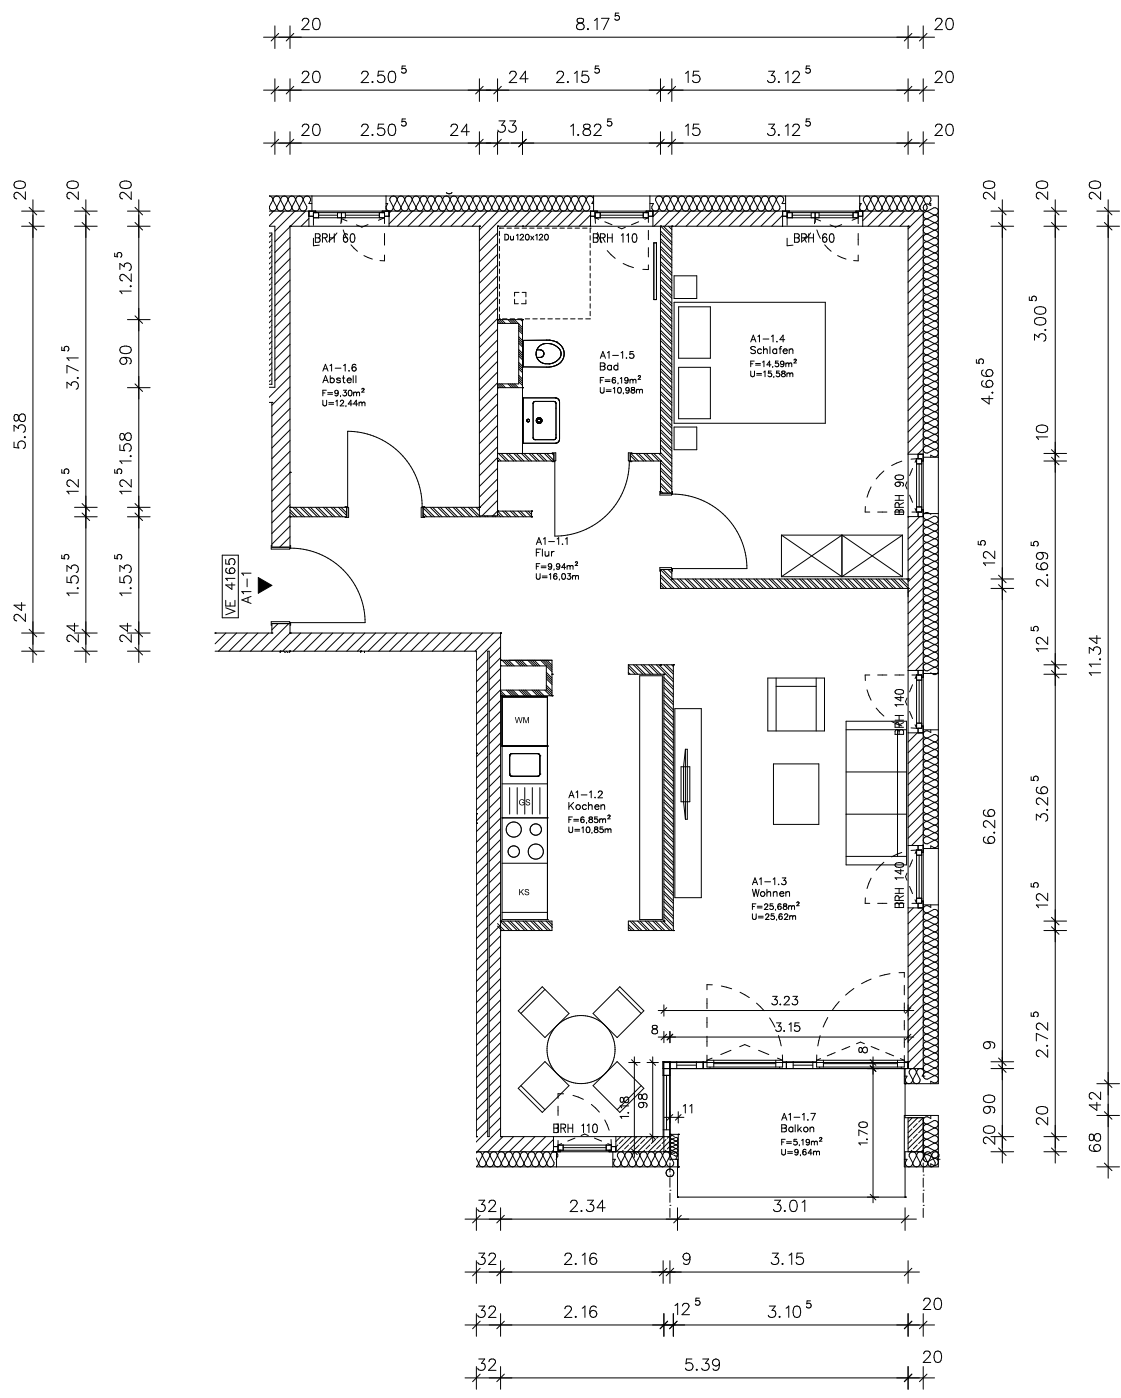 20 8.17⁵ 20
20 2.50⁵ 24 2.15⁵ 15 3.12⁵ 20
20 2.50⁵ 24 33 1.82⁵ 15 3.12⁵ 20
20 20 20
20 20 20
BRH 60
Du120x120
BRH 110
BRH 60
1.23⁵
90
1.58
12⁵
1.53⁵
24
3.71⁵
12⁵
1.53⁵
24
5.38
24
A1-1.6
Abstell
F=9,30m²
U=12,44m
A1-1.5
Bad
F=6,19m²
U=10,98m
A1-1.4
Schlafen
F=14,59m²
U=15,58m
BRH 90
4.66⁵
12⁵
6.26
9
90
20
3.00⁵
10
2.69⁵
12⁵
3.26⁵
12⁵
2.72⁵
20
11.34
42
68
VE 4165
A1-1
A1-1.1
Flur
F=9,94m²
U=16,03m
BRH 140
WM
GS
KS
A1-1.2
Kochen
F=6,85m²
U=10,85m
BRH 140
A1-1.3
Wohnen
F=25,68m²
U=25,62m
3.23
8 3.15
8
1.18
98
11
BRH 110
A1-1.7
Balkon
F=5,19m²
U=9,64m
1.70
32 2.34 3.01
32 2.16 9 3.15
32 2.16 12⁵ 3.10⁵ 20
32 5.39 20